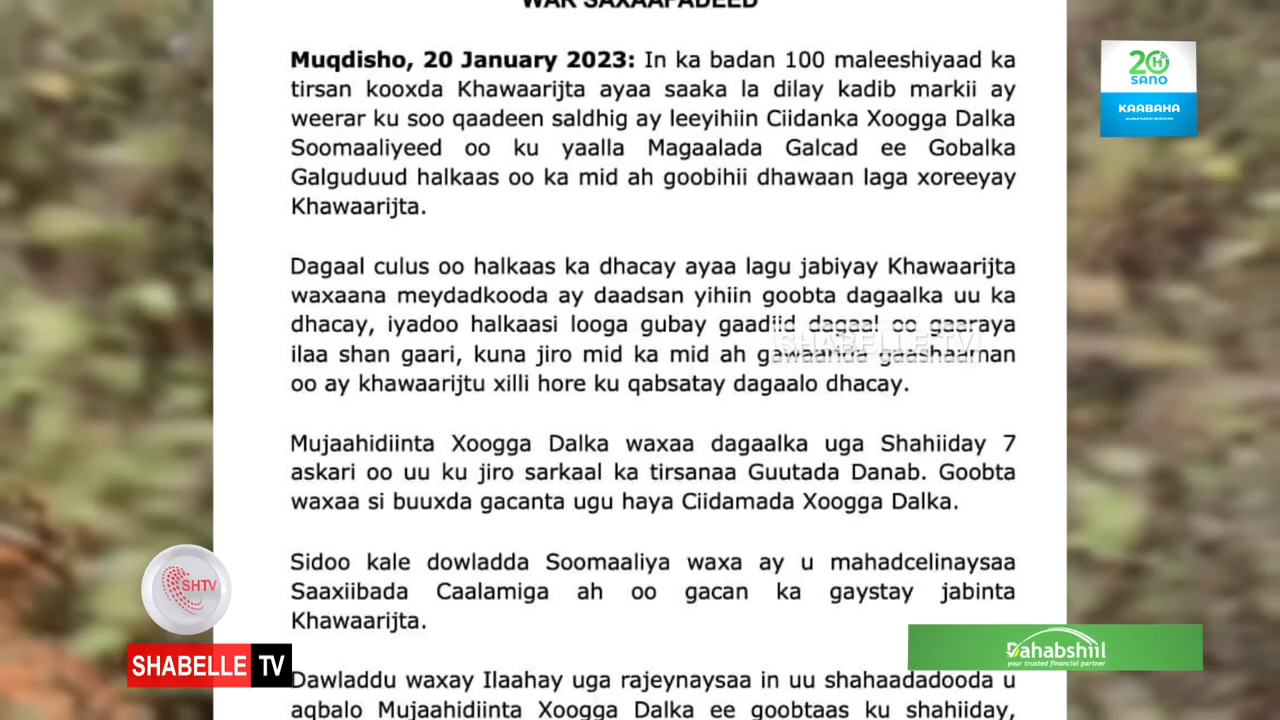 WAR SAXAAFADEED
Muqdisho, 20 January 2023: In ka badan 100 maleeshiyaad ka
tirsan kooxda Khawaarijta ayaa saaka la dilay kadib markii ay
weerar ku soo qaadeen saldhig ay leeyihiin Ciidanka Xoogga Dalka
Soomaaliyeed oo ku yaalla Magaalada Galcad ee Gobalka
Galguduud halkaas oo ka mid ah goobihii dhawaan laga xoreeyay
Khawaarijta.
Dagaal culus oo halkaas ka dhacay ayaa lagu jabiyay Khawaarijta
waxaana meydadkooda ay daadsan yihiin goobta dagaalka uu ka
dhacay, iyadoo halkaasi looga gubay gaadiid dagaal oo gaaraya
ilaa shan gaari, kuna jiro mid ka mid ah gawaarida gaashaaman
oo ay khawaarijtu xilli hore ku qabsatay dagaalo dhacay.
Mujaahidiinta Xoogga Dalka waxaa dagaalka uga Shahiiday 7
askari oo uu ku jiro sarkaal ka tirsanaa Guutada Danab. Goobta
waxaa si buuxda gacanta ugu haya Ciidamada Xoogga Dalka.
Sidoo kale dowladda Soomaaliya waxa ay u mahadcelinaysaa
Saaxiibada Caalamiga ah oo gacan ka gaystay jabinta
Khawaarijta.
Dawladdu waxay Ilaahay uga rajeynaysaa in uu shahaadadooda u
aqbalo Mujaahidiinta Xoogga Dalka ee goobtaas ku shahiiday,
SHABELLE TV
20
H
SANO
KAABAHA
SHTV
SHABELLE TV
Dahabshiil
your trusted financial partner